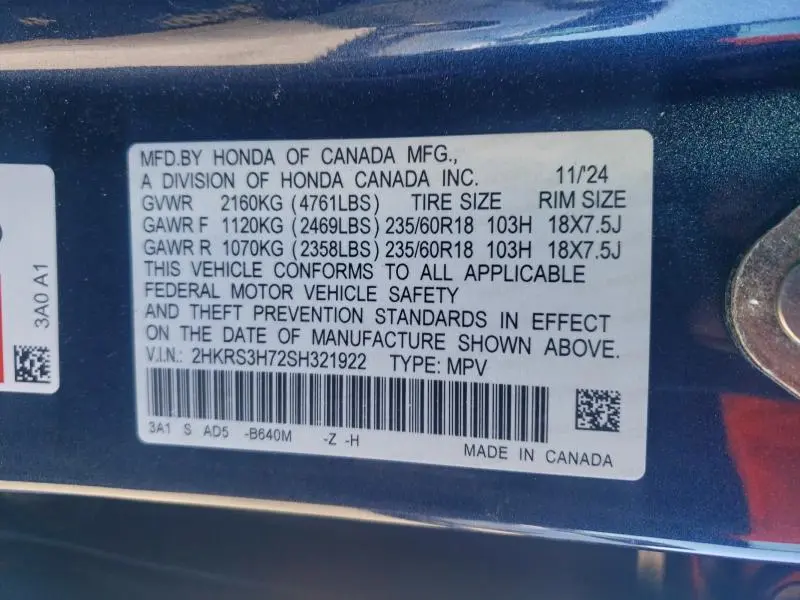 MFD.BY HONDA OF CANADA MFG.,
A DIVISION OF HONDA CANADA INC. 11/'24
GVWR 2160KG (4761LBS) TIRE SIZE RIM SIZE
GAWR F 1120KG (2469LBS) 235/60R18 103H 18X7.5J
GAWR R 1070KG (2358LBS) 235/60R18 103H 18X7.5J
THIS VEHICLE CONFORMS TO ALL APPLICABLE
FEDERAL MOTOR VEHICLE SAFETY
AND THEFT PREVENTION STANDARDS IN EFFECT
ON THE DATE OF MANUFACTURE SHOWN ABOVE.
V.I.N.: 2HKRS3H72SH321922 TYPE: MPV
3A1 S AD5 -B640M -Z -H
MADE IN CANADA
3A0 A1